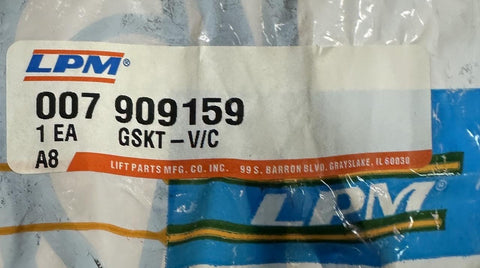 LPM®
007 909159
1 EA GSKT-V/C
A8
LIFT PARTS MFG. CO. INC. 99 S. BARRON BLVD. GRAYSLAKE, IL 60030
LPM